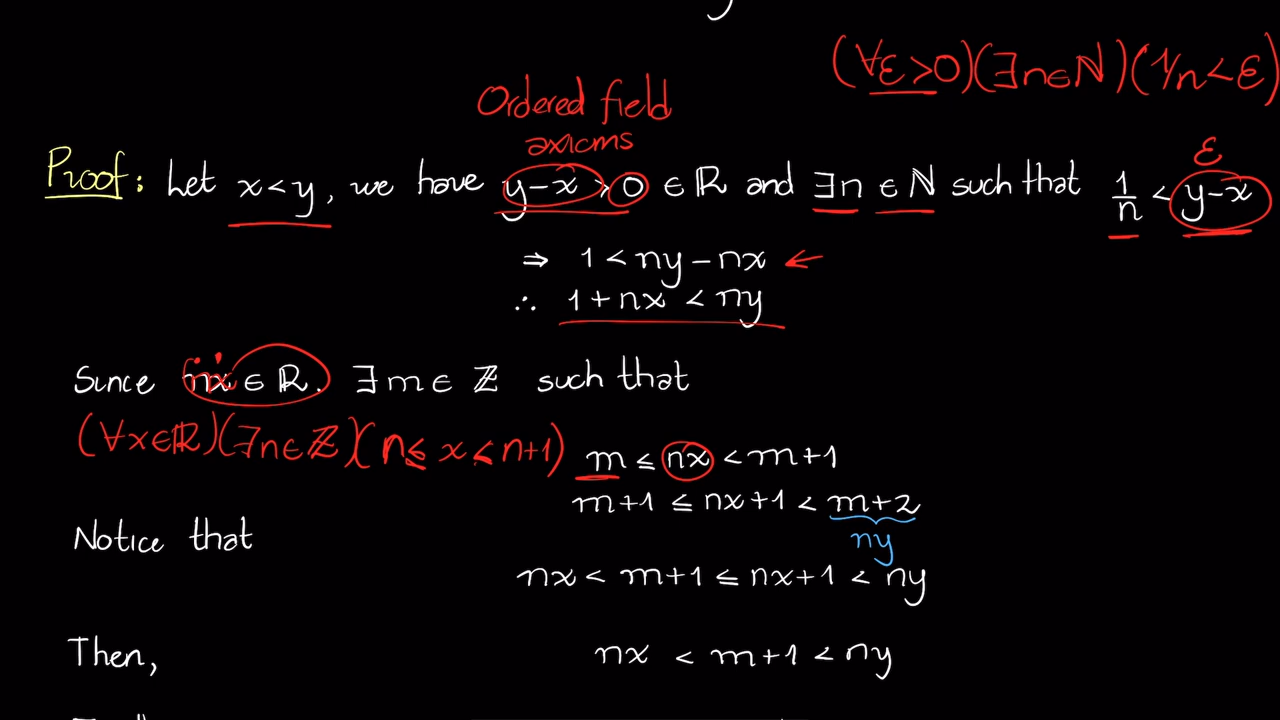 (∀ε>0)(∃n∈ℕ)(1/n<ε)
Ordered field
axioms
ε
Proof: Let x<y, we have y-x > 0 ∈ ℝ and ∃n ∈ ℕ such that 1/n < y-x
⇒ 1 < ny - nx ←
∴ 1 + nx < ny
Since nx ∈ ℝ. ∃ m ∈ ℤ such that
(∀x∈ℝ)(∃n∈ℤ)(n ≤ x < n+1) m ≤ nx < m+1
m+1 ≤ nx+1 < m+2
Notice that
ny
nx < m+1 ≤ nx+1 < ny
Then, nx < m+1 < ny